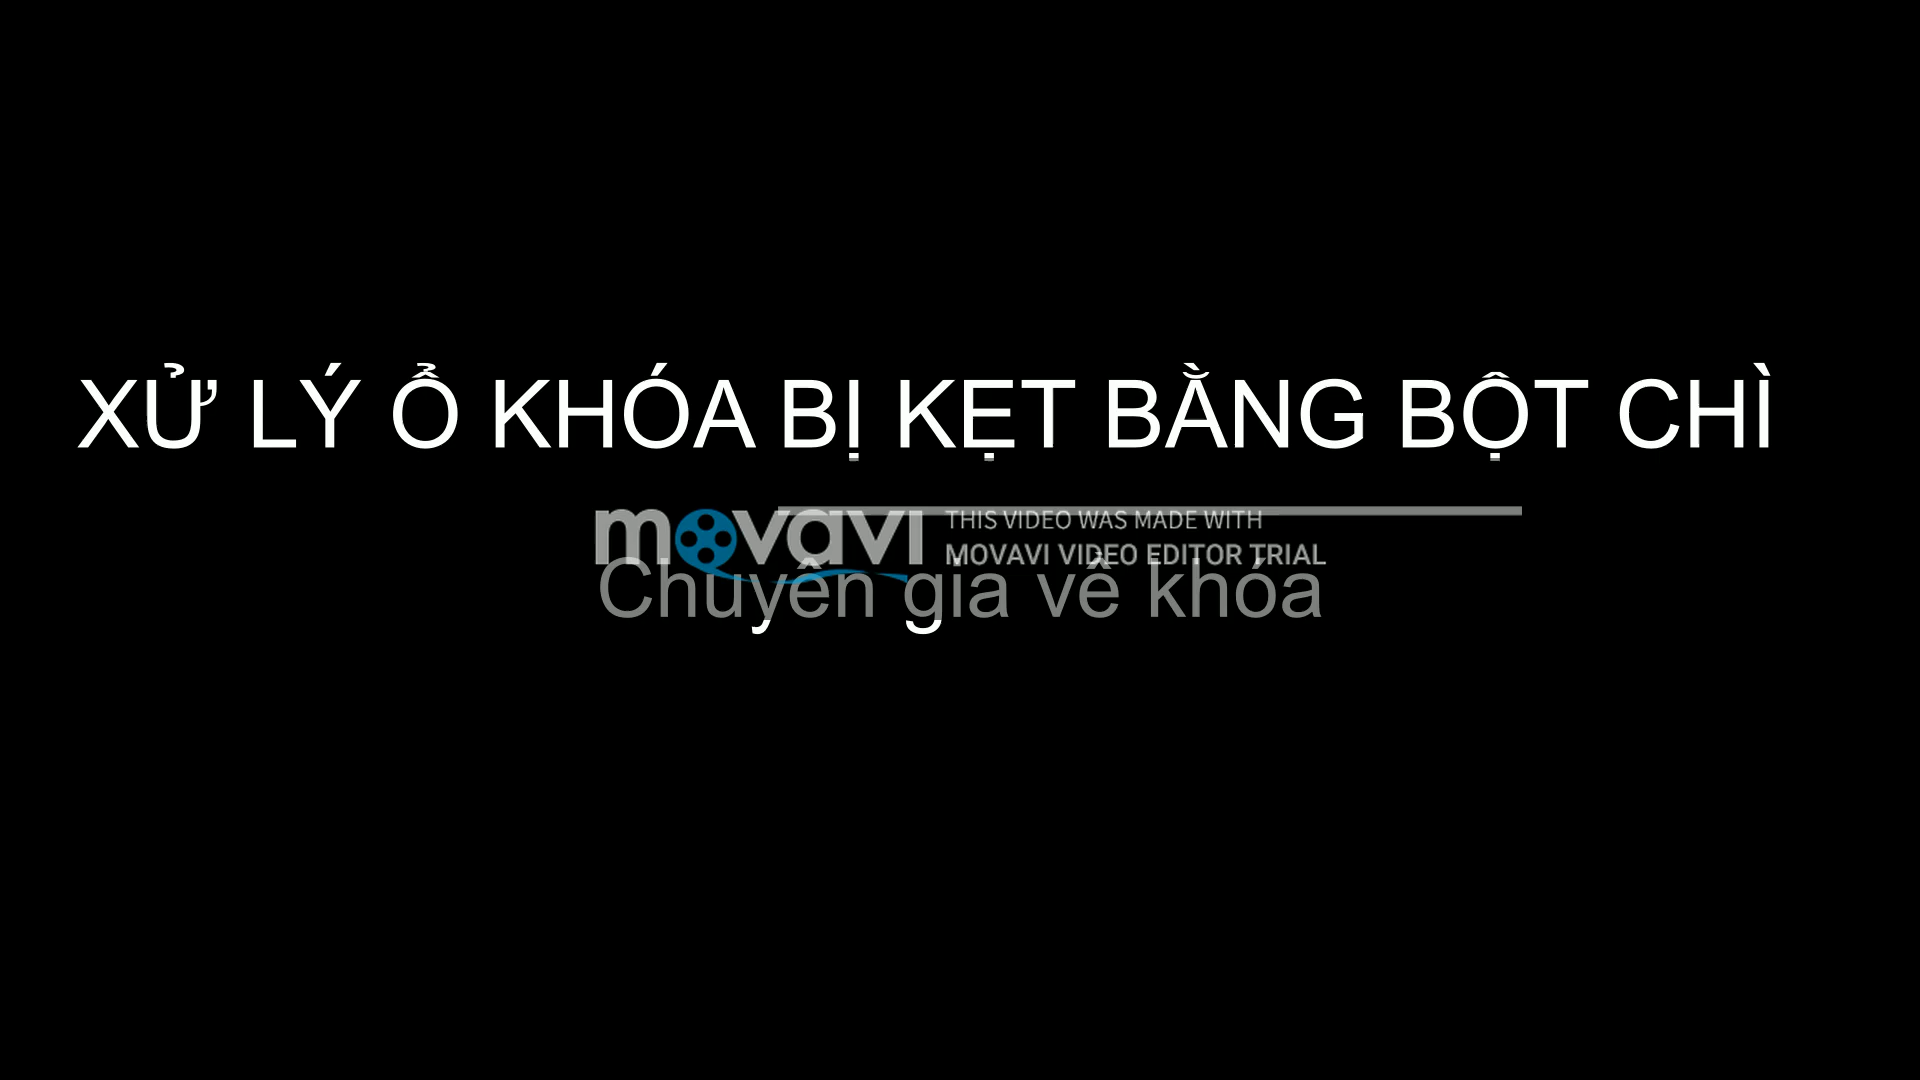 XỬ LÝ Ổ KHÓA BỊ KẸT BẰNG BỘT CHÌ
movavi THIS VIDEO WAS MADE WITH
MOVAVI VIDEO EDITOR TRIAL
Chuyên gia về khóa